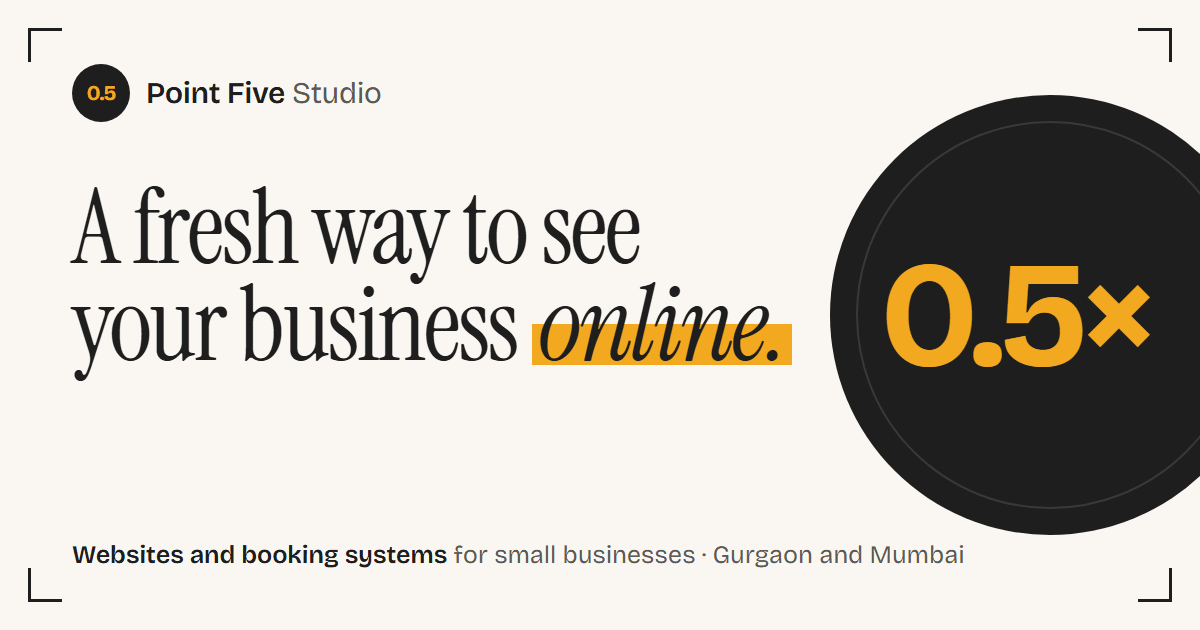 0.5 Point Five Studio
A fresh way to see
your business online.
0.5×
Websites and booking systems for small businesses · Gurgaon and Mumbai